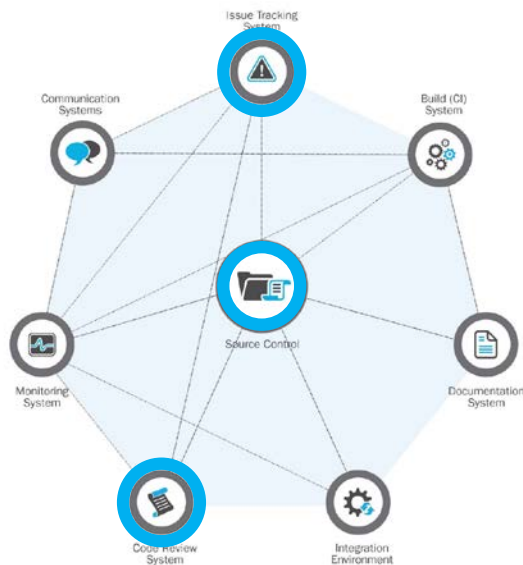 Issue Tracking
System
Communication
Systems
Build (CI)
System
Source Control
Monitoring
System
Documentation
System
Code Review
System
Integration
Environment